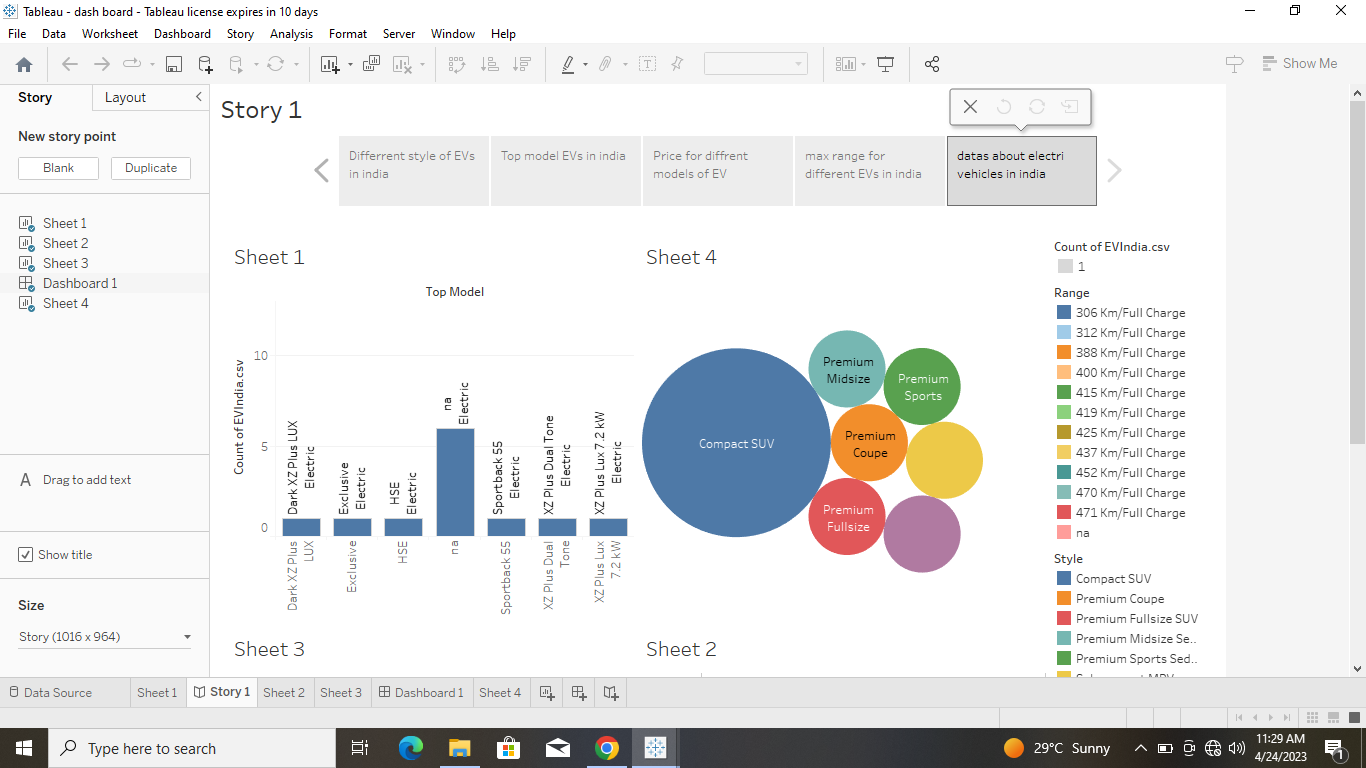 Tableau - dash board - Tableau license expires in 10 days
File Data Worksheet Dashboard Story Analysis Format Server Window Help
Show Me
Story Layout
New story point
Blank Duplicate
Sheet 1
Sheet 2
Sheet 3
Dashboard 1
Sheet 4
Drag to add text
Show title
Size
Story (1016 x 964)
Story 1
Differrent style of EVs
in india
Top model EVs in india
Price for diffrent
models of EV
max range for
different EVs in india
datas about electri
vehicles in india
Sheet 1
Top Model
Count of EVIndia.csv
10
5
0
Dark XZ Plus LUX
Electric
Exclusive
Electric
HSE
Electric
na
Electric
Sportback 55
Electric
XZ Plus Dual Tone
Electric
XZ Plus Lux 7.2 kW
Electric
Dark XZ Plus
LUX
Exclusive
HSE
na
Sportback 55
XZ Plus Dual
Tone
XZ Plus Lux
7.2 kW
Sheet 4
Compact SUV
Premium
Midsize
Premium
Sports
Premium
Coupe
Premium
Fullsize
Count of EVIndia.csv
1
Range
306 Km/Full Charge
312 Km/Full Charge
388 Km/Full Charge
400 Km/Full Charge
415 Km/Full Charge
419 Km/Full Charge
425 Km/Full Charge
437 Km/Full Charge
452 Km/Full Charge
470 Km/Full Charge
471 Km/Full Charge
na
Style
Compact SUV
Premium Coupe
Premium Fullsize SUV
Premium Midsize Se..
Premium Sports Sed..
Sheet 3
Sheet 2
Data Source Sheet 1 Story 1 Sheet 2 Sheet 3 Dashboard 1 Sheet 4
Type here to search
29°C Sunny
11:29 AM
4/24/2023
1